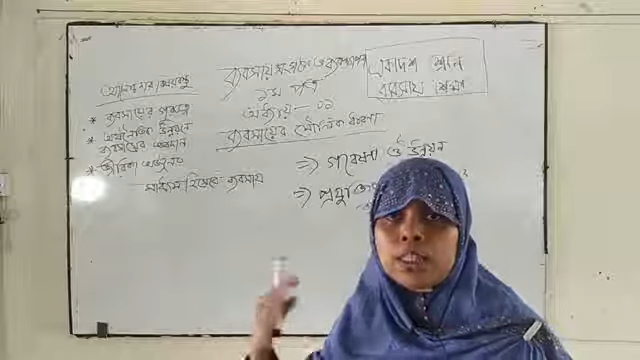 ব্যবসায় সংগঠন ও ব্যবস্থাপনা
১ম পত্র
অধ্যায় - ০১
ব্যবসায়ের মৌলিক ধারণা
একাদশ শ্রেণি
ব্যবসায় শিক্ষা
আলোচ্য বিষয়বস্তু
* ব্যবসায়ের গুরুত্ব
* অর্থনৈতিক উন্নয়নে
ব্যবসায়ের অবদান
* জীবিকা অর্জনের
মাধ্যম হিসেবে ব্যবসায়
⇒ গবেষণা ও উন্নয়ন
⇒